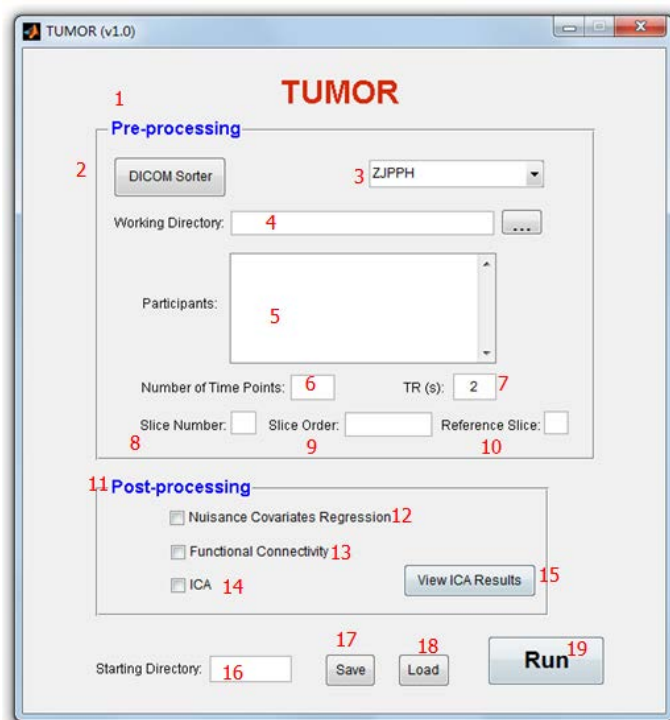 TUMOR (v1.0)
TUMOR
1
Pre-processing
2 DICOM Sorter 3 ZJPPH
Working Directory: 4 ...
Participants: 5
Number of Time Points: 6 TR (s): 2 7
Slice Number: Slice Order: Reference Slice:
8 9 10
11 Post-processing
Nuisance Covariates Regression 12
Functional Connectivity 13
ICA 14 View ICA Results 15
17 18
Starting Directory: 16 Save Load Run 19